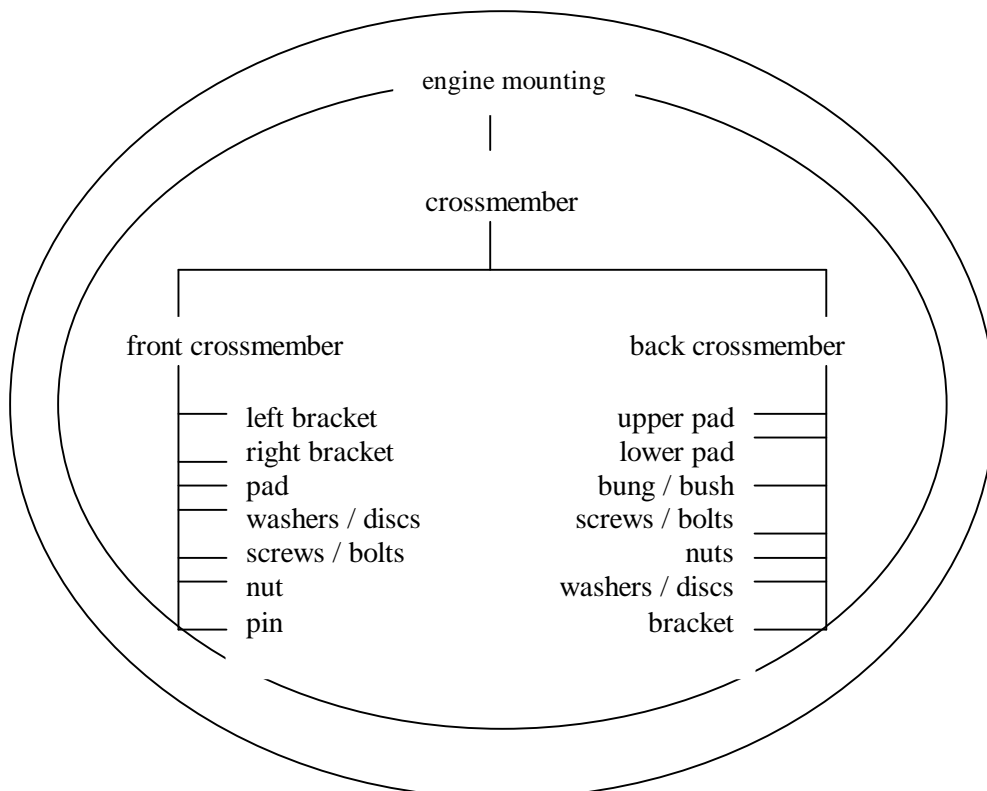 engine mounting
crossmember
front crossmember
back crossmember
left bracket
right bracket
pad
washers / discs
screws / bolts
nut
pin
upper pad
lower pad
bung / bush
screws / bolts
nuts
washers / discs
bracket